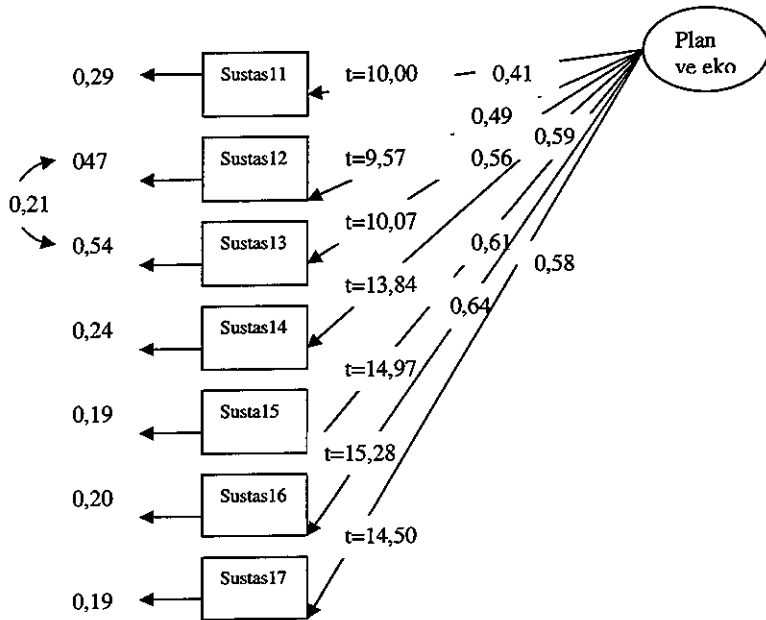 Plan
ve eko
0,29
Sustas11
t=10,00
0,41
0,49
0,59
047
Sustas12
t=9,57
0,56
0,21
0,54
Sustas13
t=10,07
0,61
0,58
t=13,84
0,64
0,24
Sustas14
t=14,97
0,19
Susta15
t=15,28
0,20
Sustas16
t=14,50
0,19
Sustas17